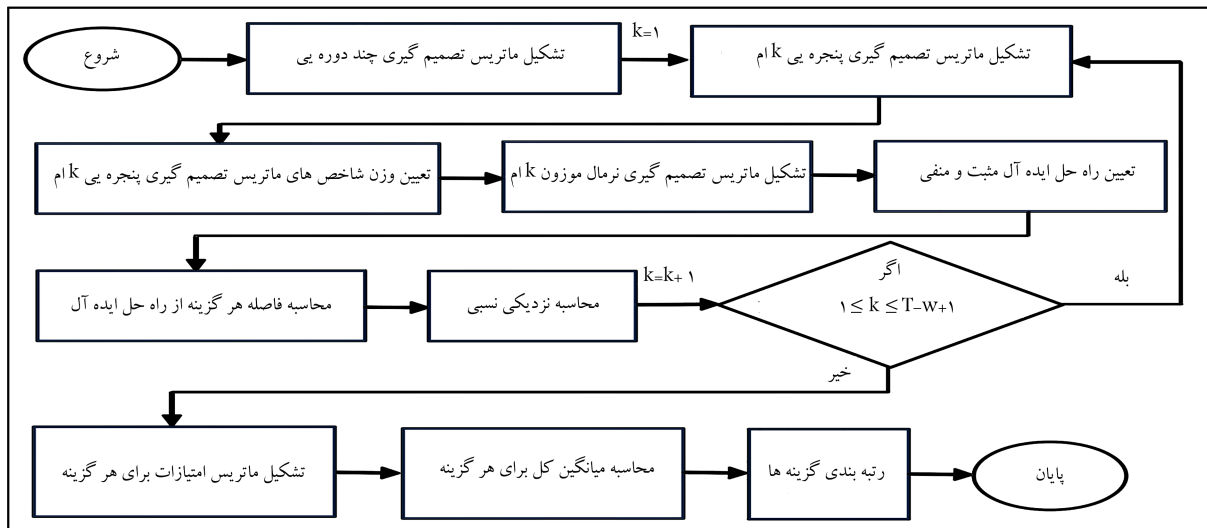 شروع
تشکیل ماتریس تصمیم گیری چند دوره یی
k=۱
تشکیل ماتریس تصمیم گیری پنجره یی k ام
تعیین وزن شاخص های ماتریس تصمیم گیری پنجره یی k ام
تشکیل ماتریس تصمیم گیری نرمال موزون k ام
تعیین راه حل ایده آل مثبت و منفی
محاسبه فاصله هر گزینه از راه حل ایده آل
محاسبه نزدیکی نسبی
k=k+ ۱
اگر
۱≤ k ≤ T–w+۱
بله
خیر
تشکیل ماتریس امتیازات برای هر گزینه
محاسبه میانگین کل برای هر گزینه
رتبه بندی گزینه ها
پایان